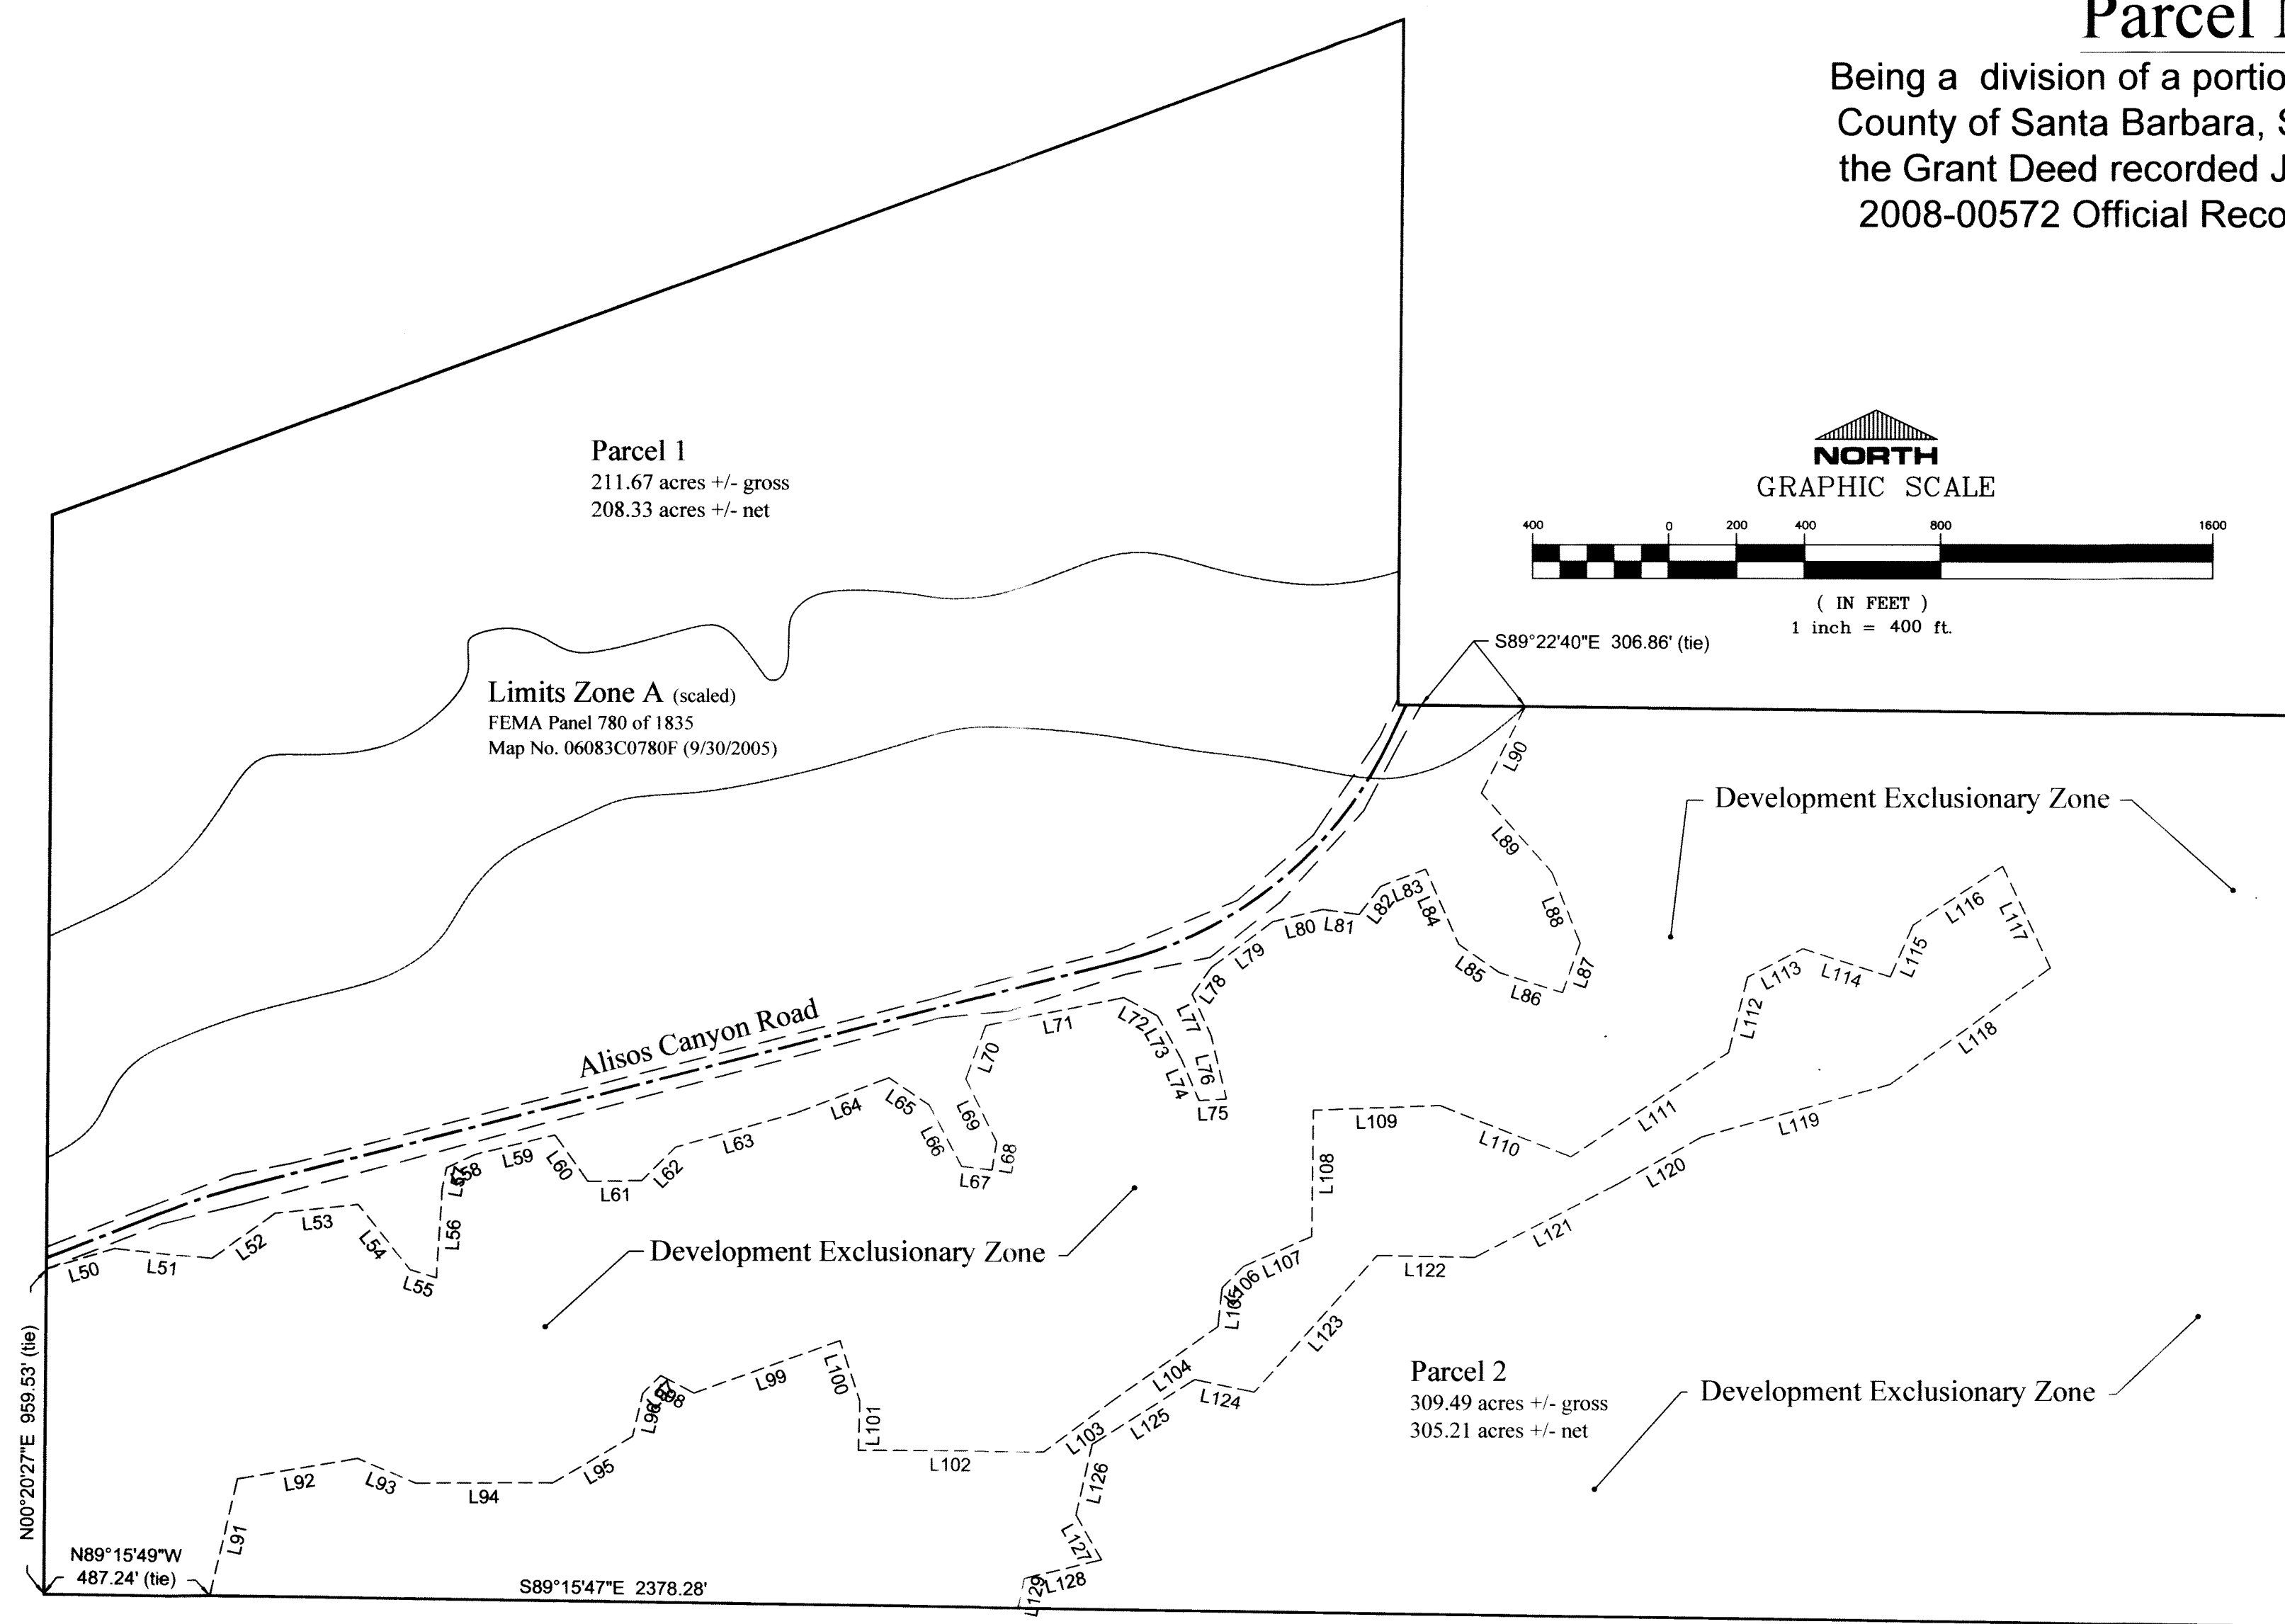 Parcel
Being a division of a portio
County of Santa Barbara, S
the Grant Deed recorded J
2008-00572 Official Reco
NORTH
GRAPHIC SCALE
400 0 200 400 800 1600
( IN FEET )
1 inch = 400 ft.
Parcel 1
211.67 acres +/- gross
208.33 acres +/- net
S89°22'40"E 306.86' (tie)
Limits Zone A (scaled)
FEMA Panel 780 of 1835
Map No. 06083C0780F (9/30/2005)
Development Exclusionary Zone
Alisos Canyon Road
L50
L51
L52
L53
L54
L55
L56
L57
L58
L59
L60
L61
L62
L63
L64
L65
L66
L67
L68
L69
L70
L71
L72
L73
L74
L75
L76
L77
L78
L79
L80
L81
L82
L83
L84
L85
L86
L87
L88
L89
L90
Development Exclusionary Zone
L91
L92
L93
L94
L95
L96
L97
L98
L99
L100
L101
L102
L103
L104
L105
L106
L107
L108
L109
L110
L111
L112
L113
L114
L115
L116
L117
L118
L119
L120
L121
L122
L123
L124
L125
L126
L127
L128
L129
Parcel 2
309.49 acres +/- gross
305.21 acres +/- net
Development Exclusionary Zone
N00°20'27"E 959.53' (tie)
N89°15'49"W
487.24' (tie)
S89°15'47"E 2378.28'